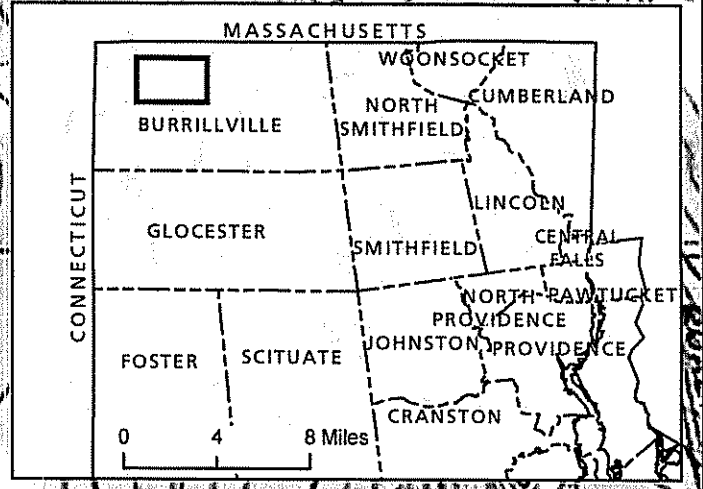 MASSACHUSETTS
WOONSOCKET
CUMBERLAND
NORTH
SMITHFIELD
BURRILLVILLE
CONNECTICUT
LINCOLN
GLOCESTER
SMITHFIELD
CENTRAL
FALLS
NORTH
PROVIDENCE
PAWTUCKET
JOHNSTON
PROVIDENCE
FOSTER
SCITUATE
CRANSTON
0 4 8 Miles